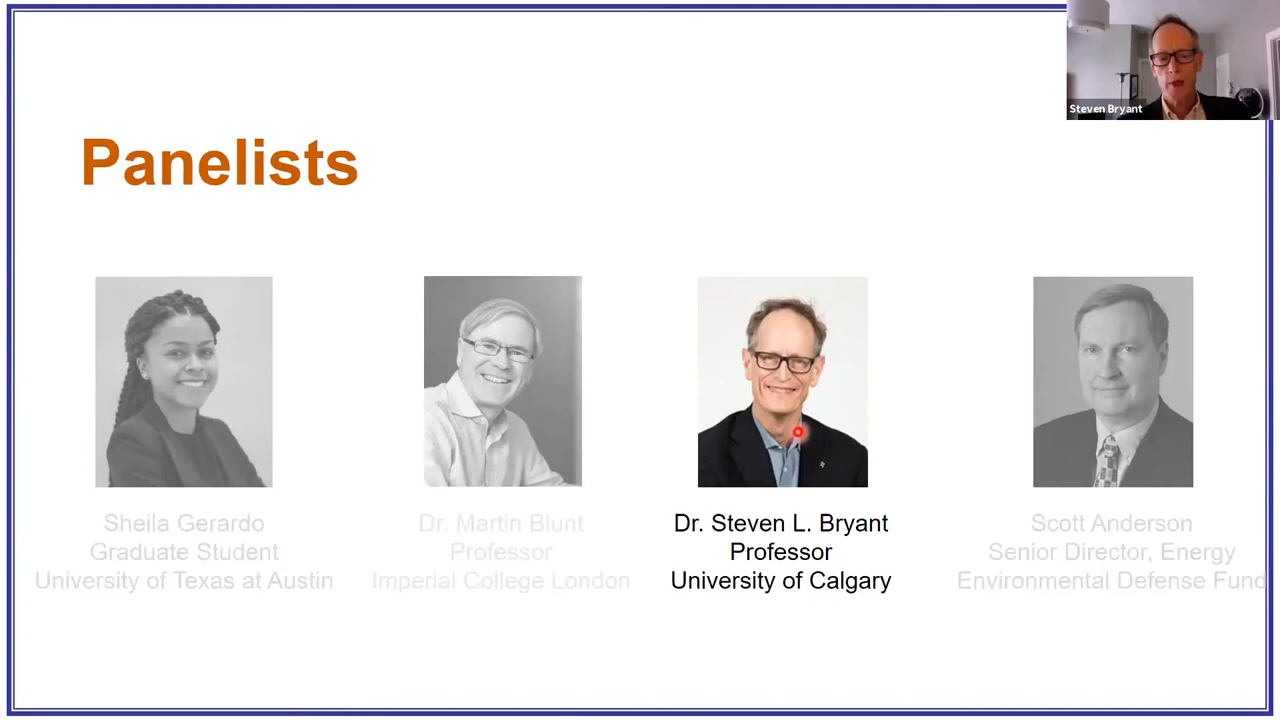 Steven Bryant
Panelists
Sheila Gerardo
Graduate Student
University of Texas at Austin
Dr. Martin Blunt
Professor
Imperial College London
Dr. Steven L. Bryant
Professor
University of Calgary
Scott Anderson
Senior Director, Energy
Environmental Defense Fund